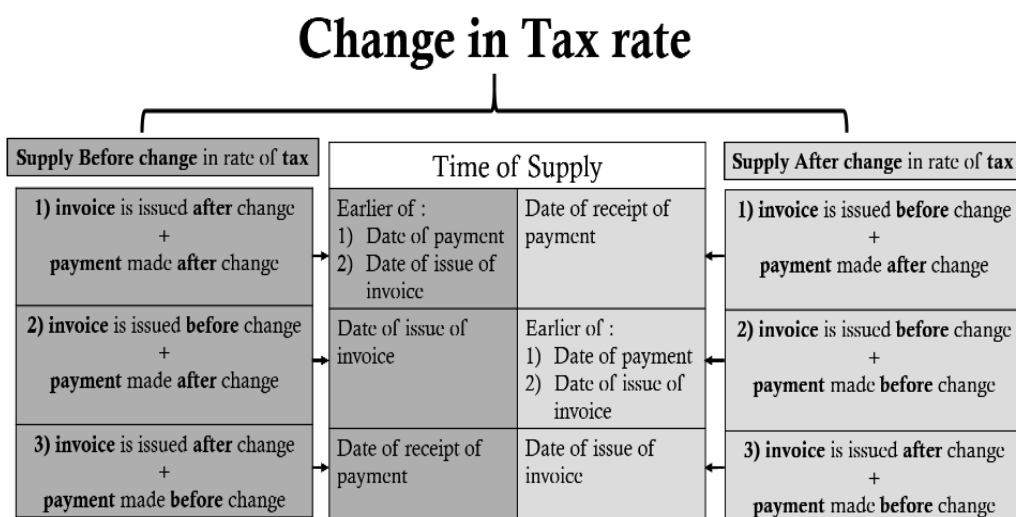 Change in Tax rate
Supply Before change in rate of tax
Time of Supply
Supply After change in rate of tax
1) invoice is issued after change
+
payment made after change
Earlier of :
1) Date of payment
2) Date of issue of
invoice
Date of receipt of
payment
1) invoice is issued before change
+
payment made after change
2) invoice is issued before change
+
payment made after change
Date of issue of
invoice
Earlier of :
1) Date of payment
2) Date of issue of
invoice
2) invoice is issued before change
+
payment made before change
3) invoice is issued after change
+
payment made before change
Date of receipt of
payment
Date of issue of
invoice
3) invoice is issued after change
+
payment made before change